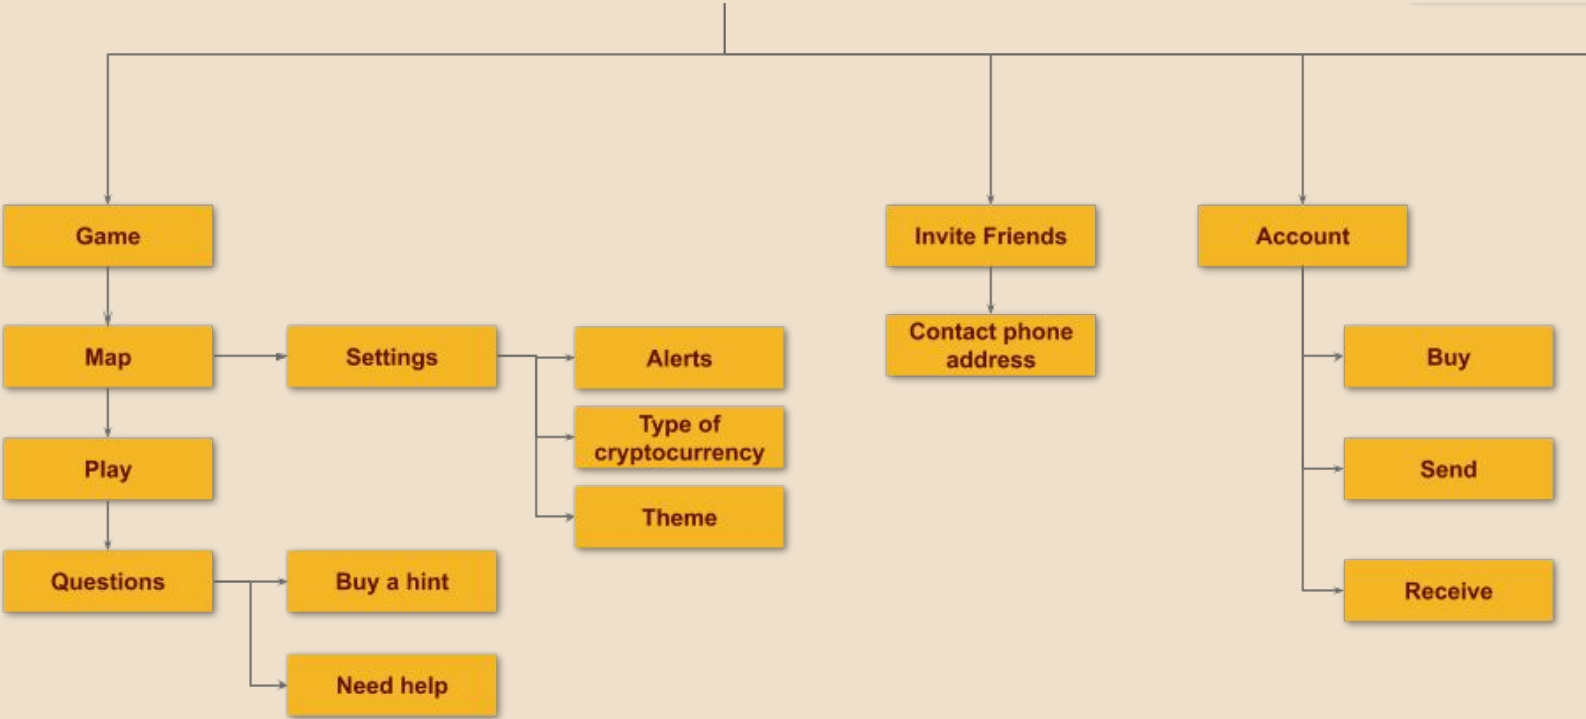 Game
Invite Friends
Account
Map
Settings
Alerts
Contact phone
address
Buy
Type of
cryptocurrency
Play
Send
Theme
Questions
Buy a hint
Receive
Need help